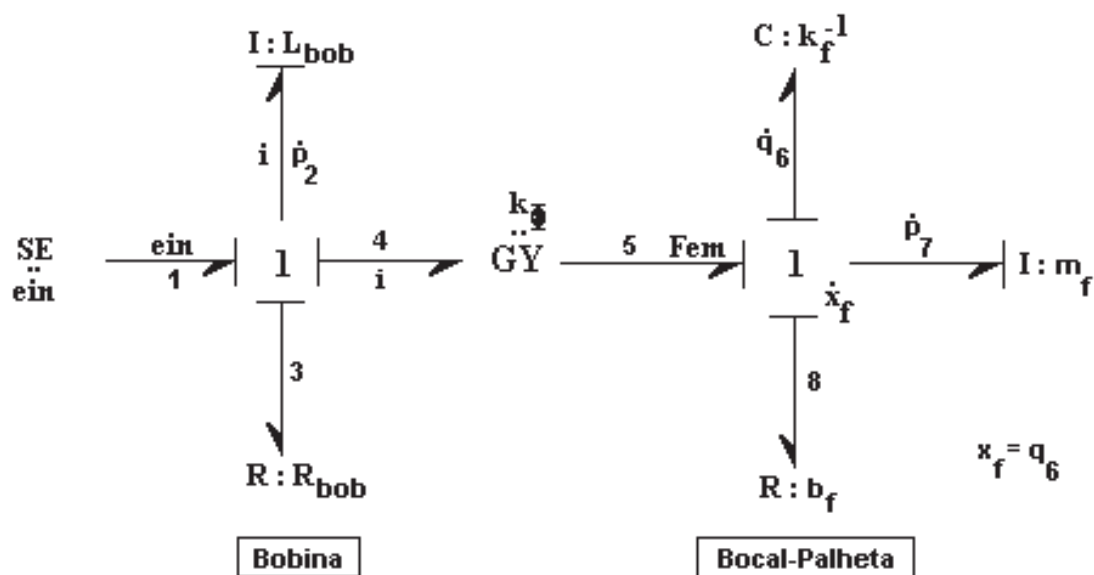 I : L_bob
C : k_f^-1
i ṗ_2
q̇_6
SE : ein
ein
1
1
4
i
k_Φ
GY
5 Fem
1
ẋ_f
ṗ_7
I : m_f
3
8
R : R_bob
R : b_f
x_f = q_6
Bobina
Bocal-Palheta